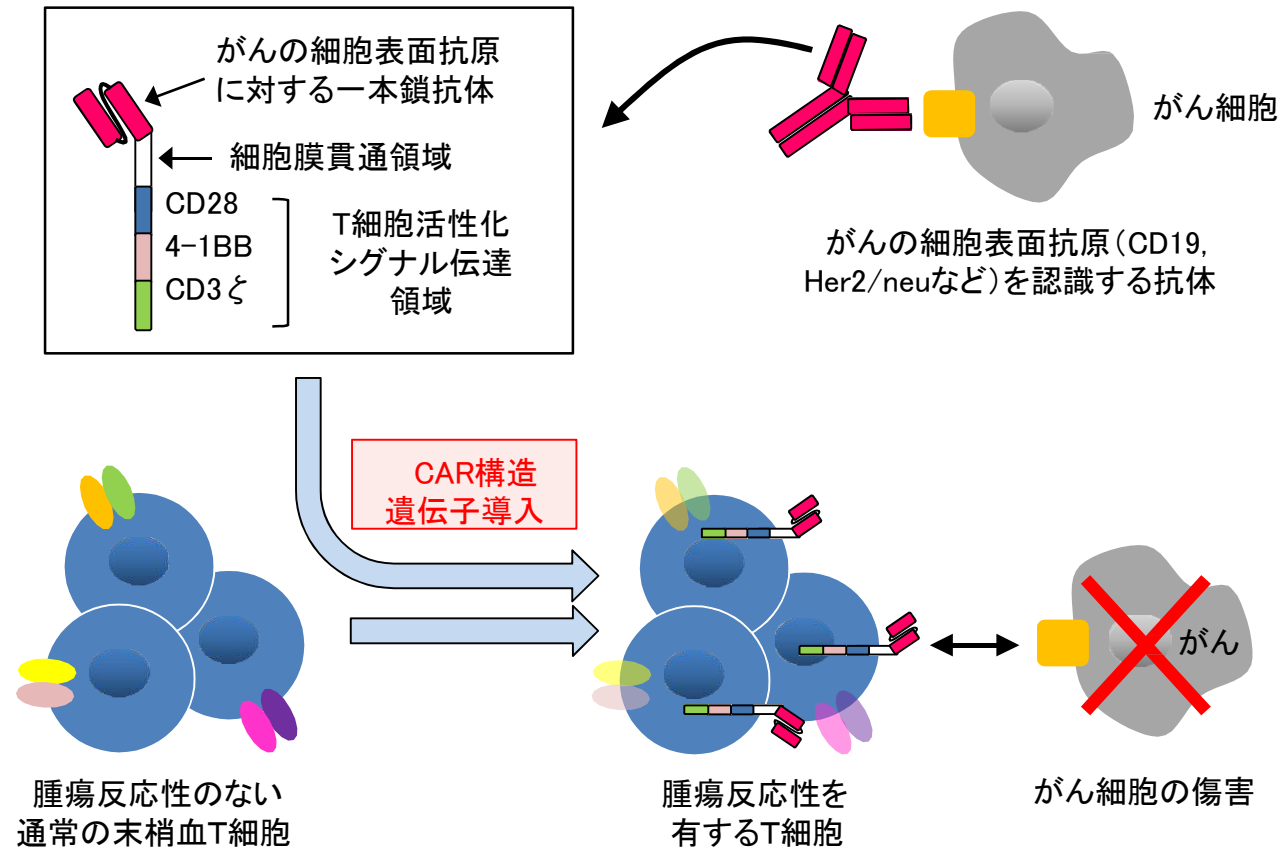 がんの細胞表面抗原
に対する一本鎖抗体
細胞膜貫通領域
CD28
4-1BB
CD3ζ
T細胞活性化
シグナル伝達
領域
がん細胞
がんの細胞表面抗原(CD19,
Her2/neuなど)を認識する抗体
CAR構造
遺伝子導入
がん
腫瘍反応性のない
通常の末梢血T細胞
腫瘍反応性を
有するT細胞
がん細胞の傷害